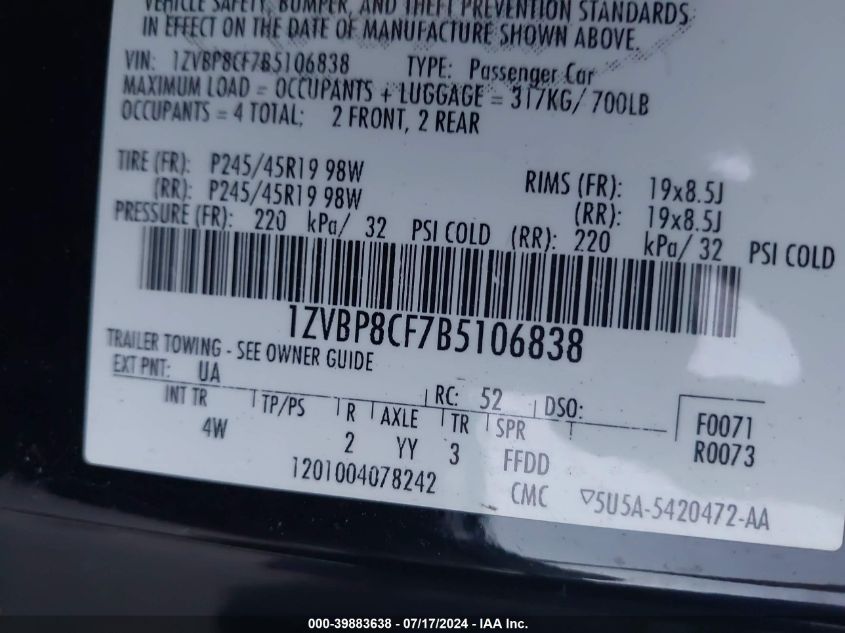 VEHICLE SAFETY, BUMPER, AND THEFT PREVENTION STANDARDS
IN EFFECT ON THE DATE OF MANUFACTURE SHOWN ABOVE.
VIN: 1ZVBP8CF7B5106838 TYPE: Passenger Car
MAXIMUM LOAD = OCCUPANTS + LUGGAGE = 317KG/ 700LB
OCCUPANTS = 4 TOTAL; 2 FRONT, 2 REAR
TIRE (FR): P245/45R19 98W RIMS (FR): 19x8.5J
(RR): P245/45R19 98W (RR): 19x8.5J
PRESSURE (FR): 220 kPa/ 32 PSI COLD (RR): 220 kPa/ 32 PSI COLD
1ZVBP8CF7B5106838
TRAILER TOWING - SEE OWNER GUIDE
EXT PNT: UA RC: 52 DSO:
INT TR TP/PS R AXLE TR SPR F0071
4W 2 YY 3 FFDD R0073
1201004078242 CMC ▽5U5A-5420472-AA
000-39883638 - 07/17/2024 - IAA Inc.